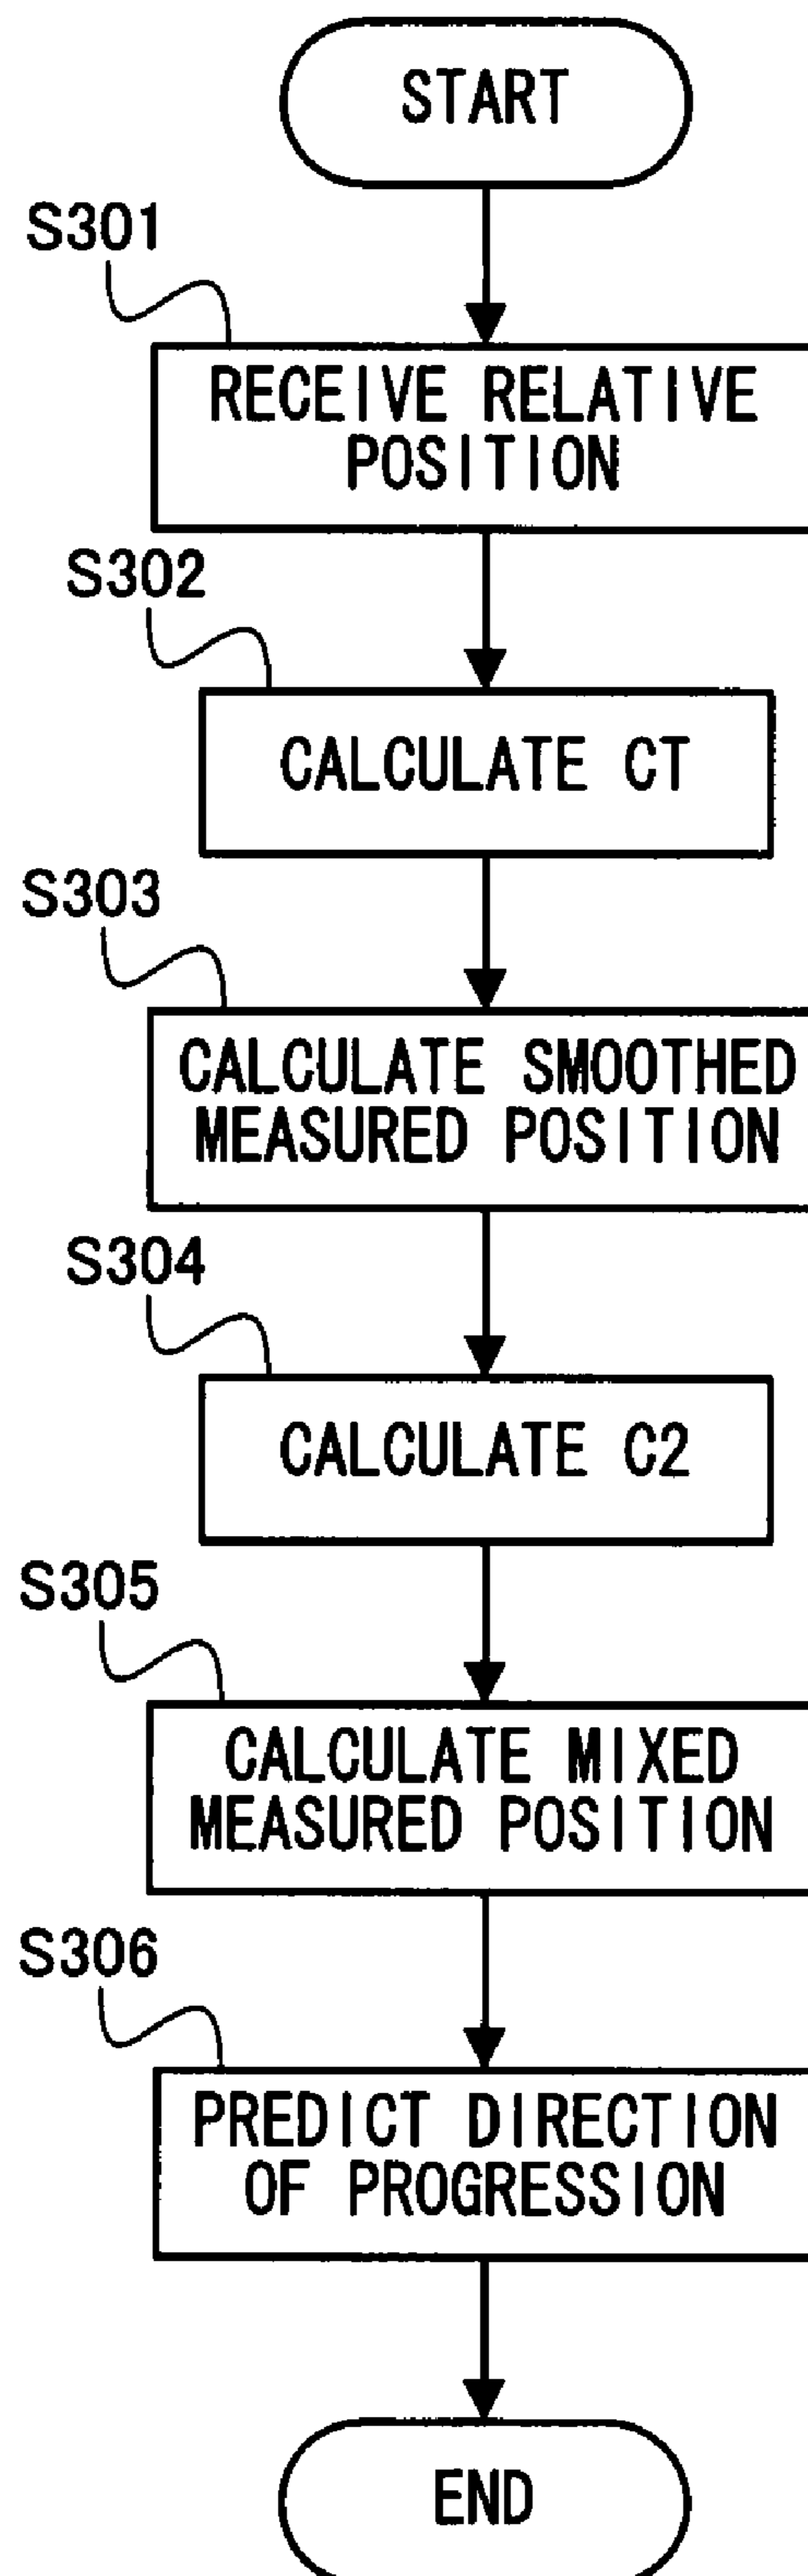 START
S301
RECEIVE RELATIVE
POSITION
S302
CALCULATE CT
S303
CALCULATE SMOOTHED
MEASURED POSITION
S304
CALCULATE C2
S305
CALCULATE MIXED
MEASURED POSITION
S306
PREDICT DIRECTION
OF PROGRESSION
END